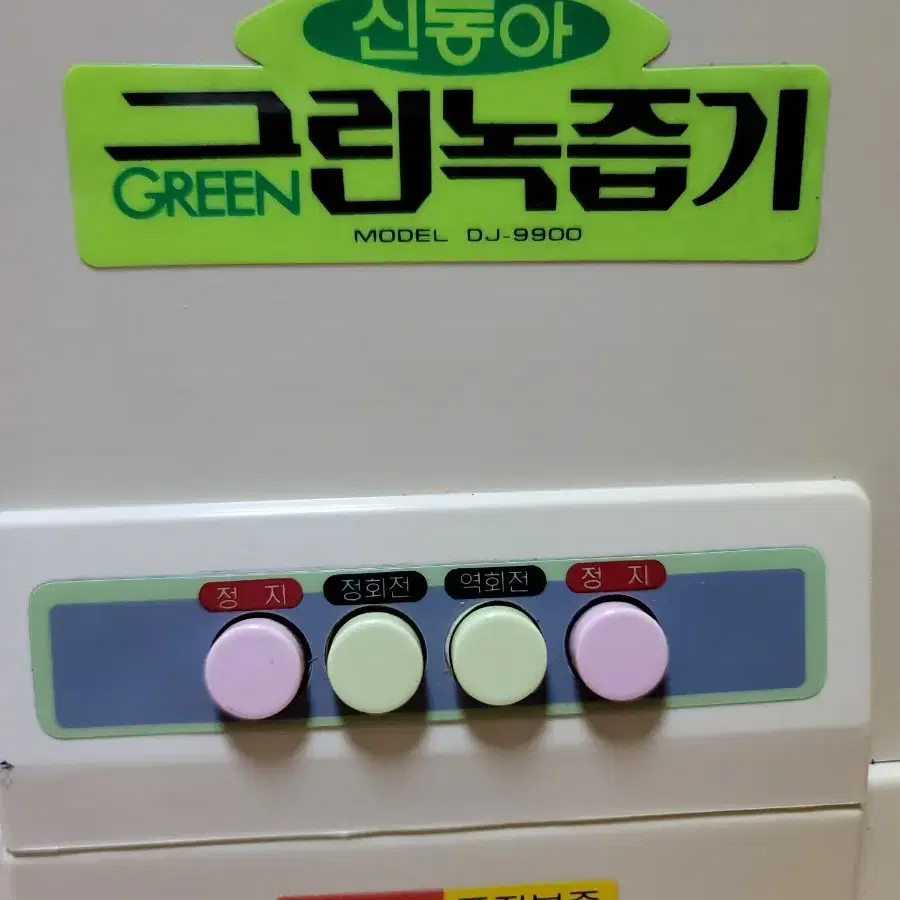 신동아
그린녹즙기
GREEN
MODEL DJ-9900
정 지 정회전 역회전 정 지